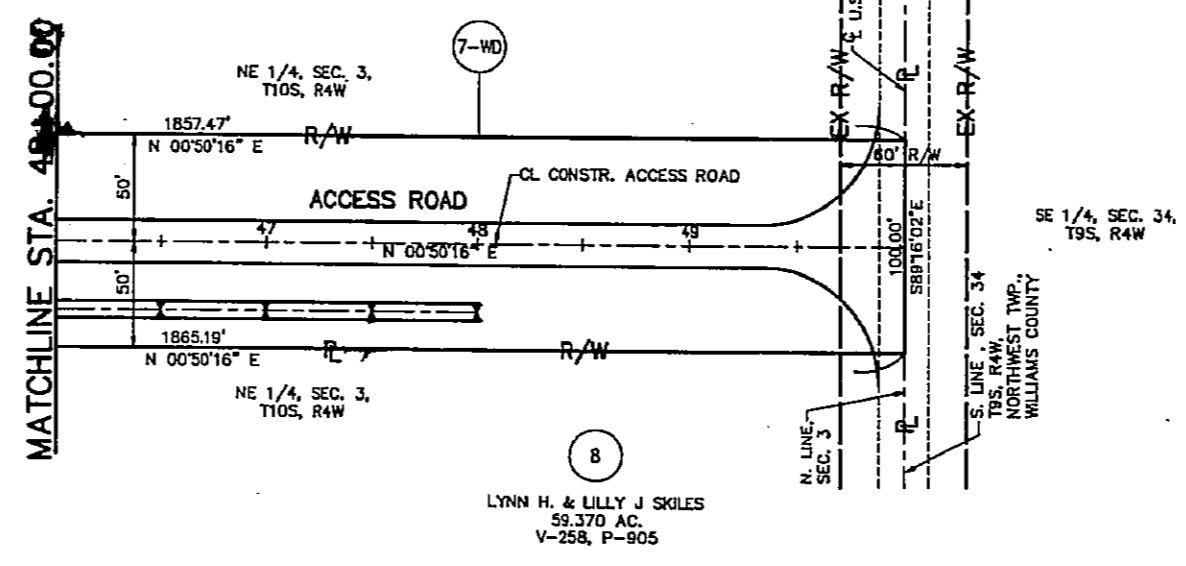 MATCHLINE STA.
NE 1/4, SEC. 3,
T10S, R4W
7-WD
1857.47'
N 00°50'16" E
R/W
50'
ACCESS ROAD
CL CONSTR. ACCESS ROAD
47
48
49
N 00°50'16" E
50'
1865.19'
N 00°50'16" E
PL
R/W
NE 1/4, SEC. 3,
T10S, R4W
8
LYNN H. & LILLY J SKILES
59.370 AC.
V-258, P-905
EX R/W
℄ U.S
PL
EX R/W
60' R/W
100.00'
S89°16'02"E
SE 1/4, SEC. 34,
T9S, R4W
N. LINE,
SEC. 3
PL
S. LINE, SEC. 34
T9S, R4W,
NORTHWEST TWP.,
WILLIAMS COUNTY